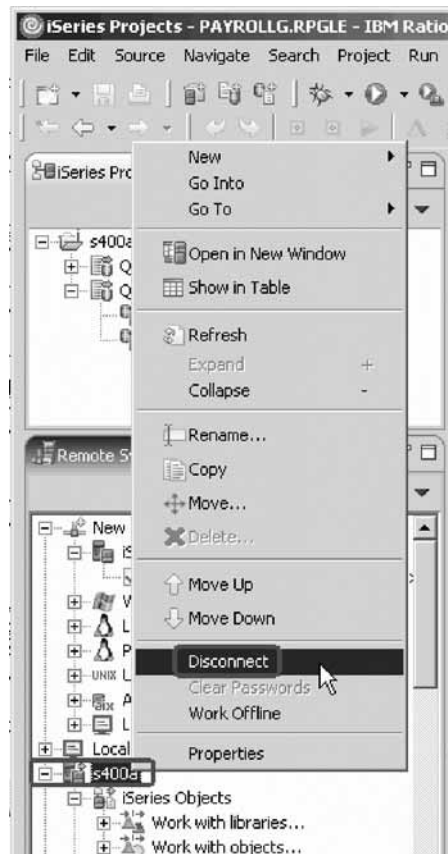 iSeries Projects - PAYROLLG.RPGLE - IBM Ratio
File Edit Source Navigate Search Project Run
iSeries Pro
s400a
Q
Q
New
Go Into
Go To
Open in New Window
Show in Table
Refresh
Expand +
Collapse -
Rename...
Copy
Move...
Delete...
Move Up
Move Down
Disconnect
Clear Passwords
Work Offline
Properties
Remote S
New
iS
W
L
P
UNIX L
aix A
L
Local
s400a
iSeries Objects
Work with libraries...
Work with objects...